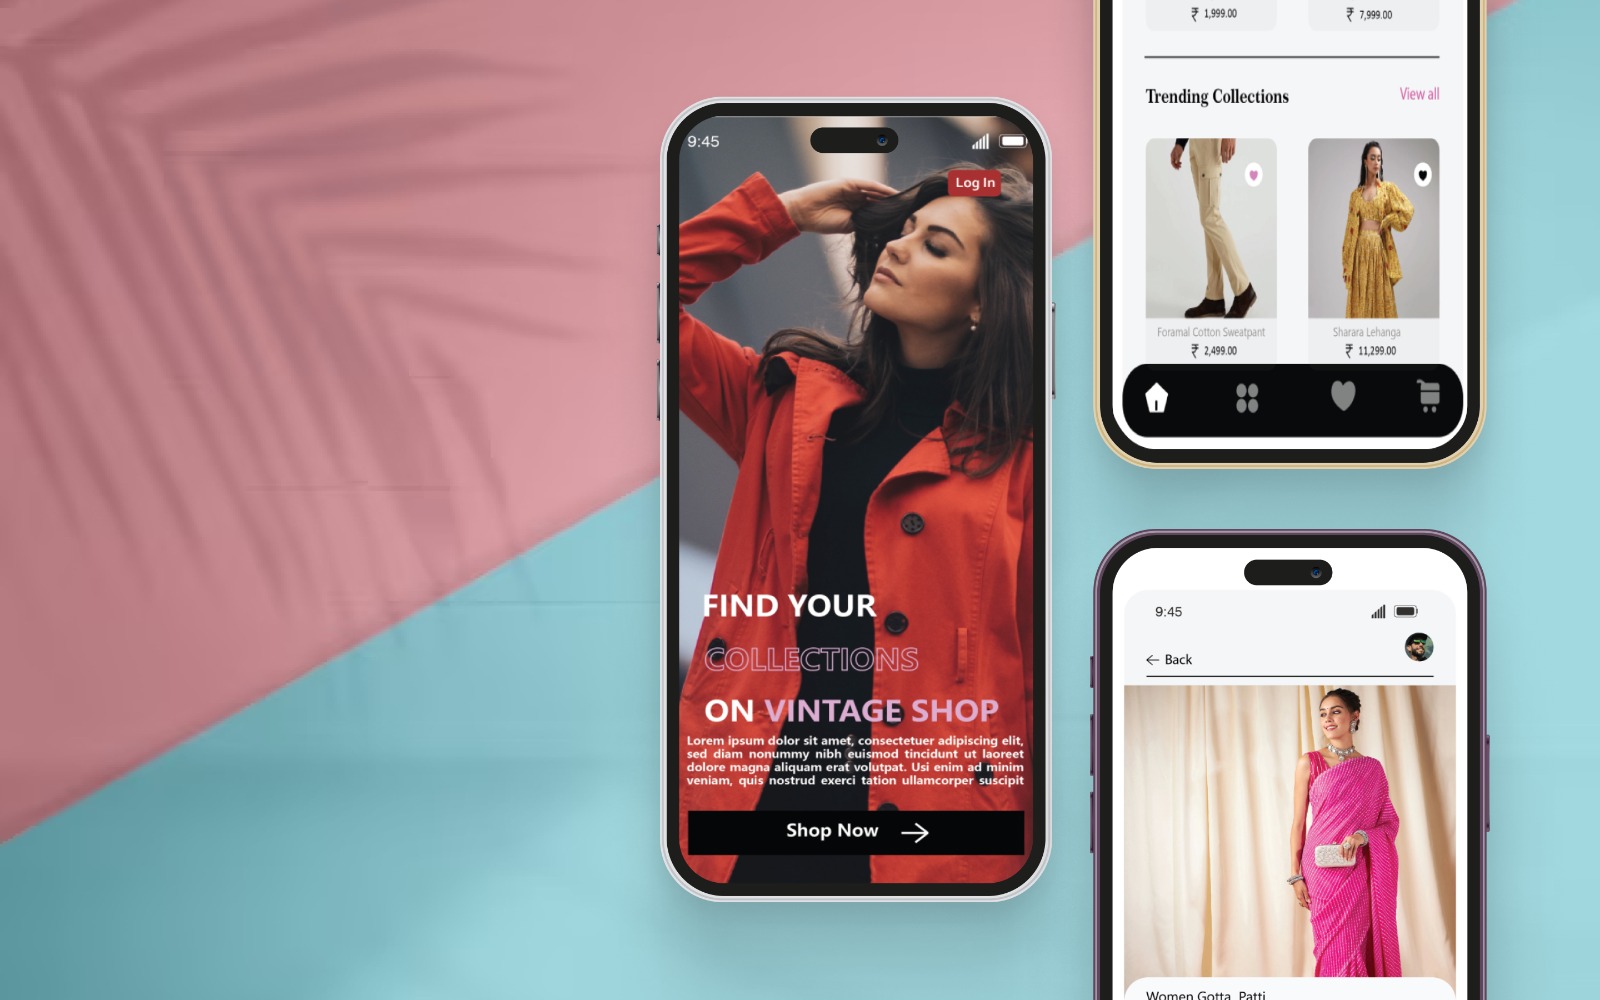 9:45
Log In
FIND YOUR
COLLECTIONS
ON VINTAGE SHOP
Lorem ipsum dolor sit amet, consectetuer adipiscing elit,
sed diam nonummy nibh euismod tincidunt ut laoreet
dolore magna aliquam erat volutpat. Usi enim ad minim
veniam, quis nostrud exerci tation ullamcorper suscipit
Shop Now
₹ 1,999.00
₹ 7,999.00
Trending Collections
View all
Foramal Cotton Sweatpant
₹ 2,499.00
Sharara Lehanga
₹ 11,299.00
9:45
← Back
Women Gotta Patti